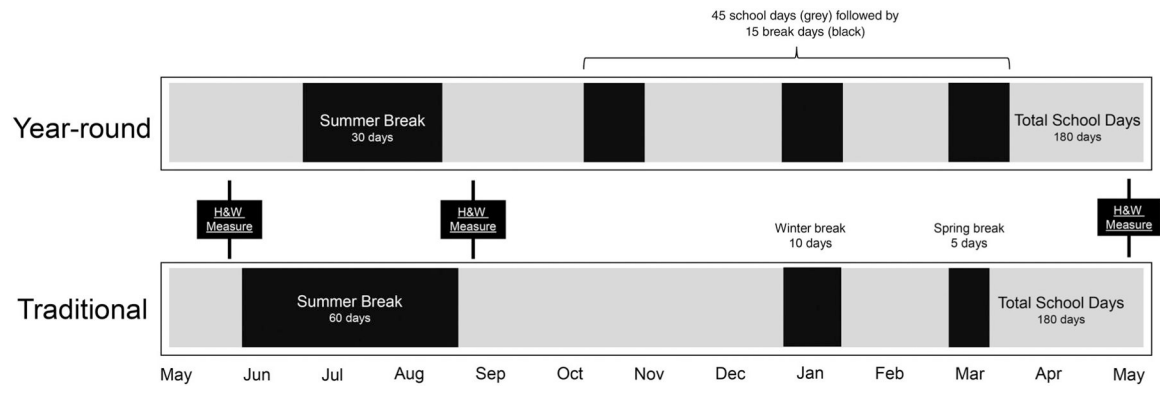 45 school days (grey) followed by
15 break days (black)
Year-round
Summer Break
30 days
Total School Days
180 days
H&W
Measure
H&W
Measure
H&W
Measure
Winter break
10 days
Spring break
5 days
Traditional
Summer Break
60 days
Total School Days
180 days
May Jun Jul Aug Sep Oct Nov Dec Jan Feb Mar Apr May